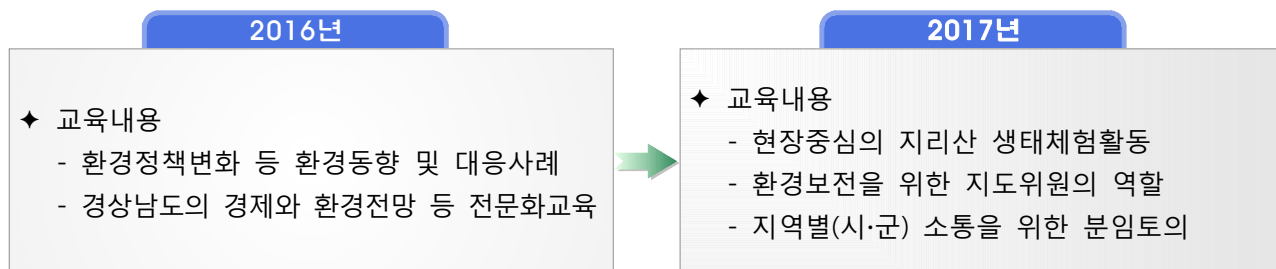 2016년
✦ 교육내용
- 환경정책변화 등 환경동향 및 대응사례
- 경상남도의 경제와 환경전망 등 전문화교육
2017년
✦ 교육내용
- 현장중심의 지리산 생태체험활동
- 환경보전을 위한 지도위원의 역할
- 지역별(시·군) 소통을 위한 분임토의